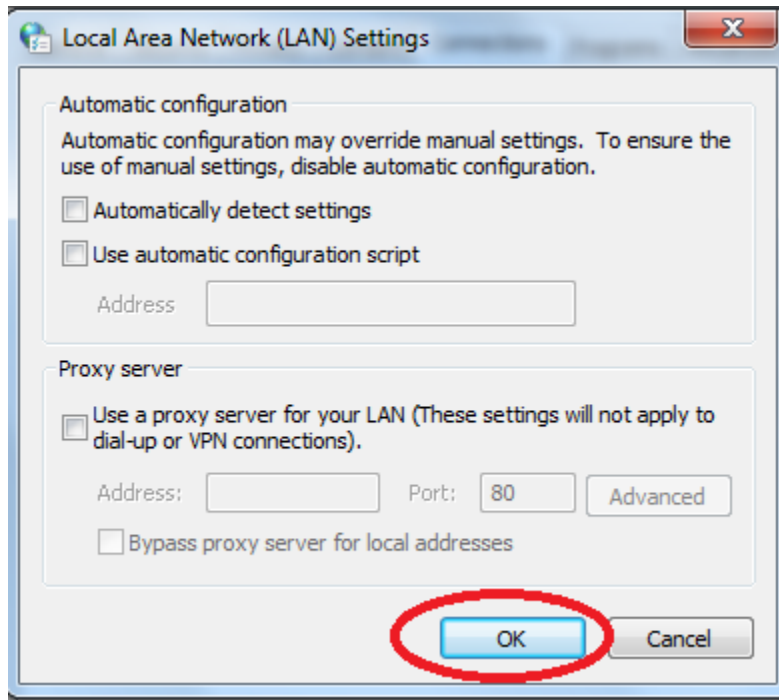 Local Area Network (LAN) Settings
Automatic configuration
Automatic configuration may override manual settings.  To ensure the
use of manual settings, disable automatic configuration.
Automatically detect settings
Use automatic configuration script
Address
Proxy server
Use a proxy server for your LAN (These settings will not apply to
dial-up or VPN connections).
Address:
Port:
80
Advanced
Bypass proxy server for local addresses
OK
Cancel